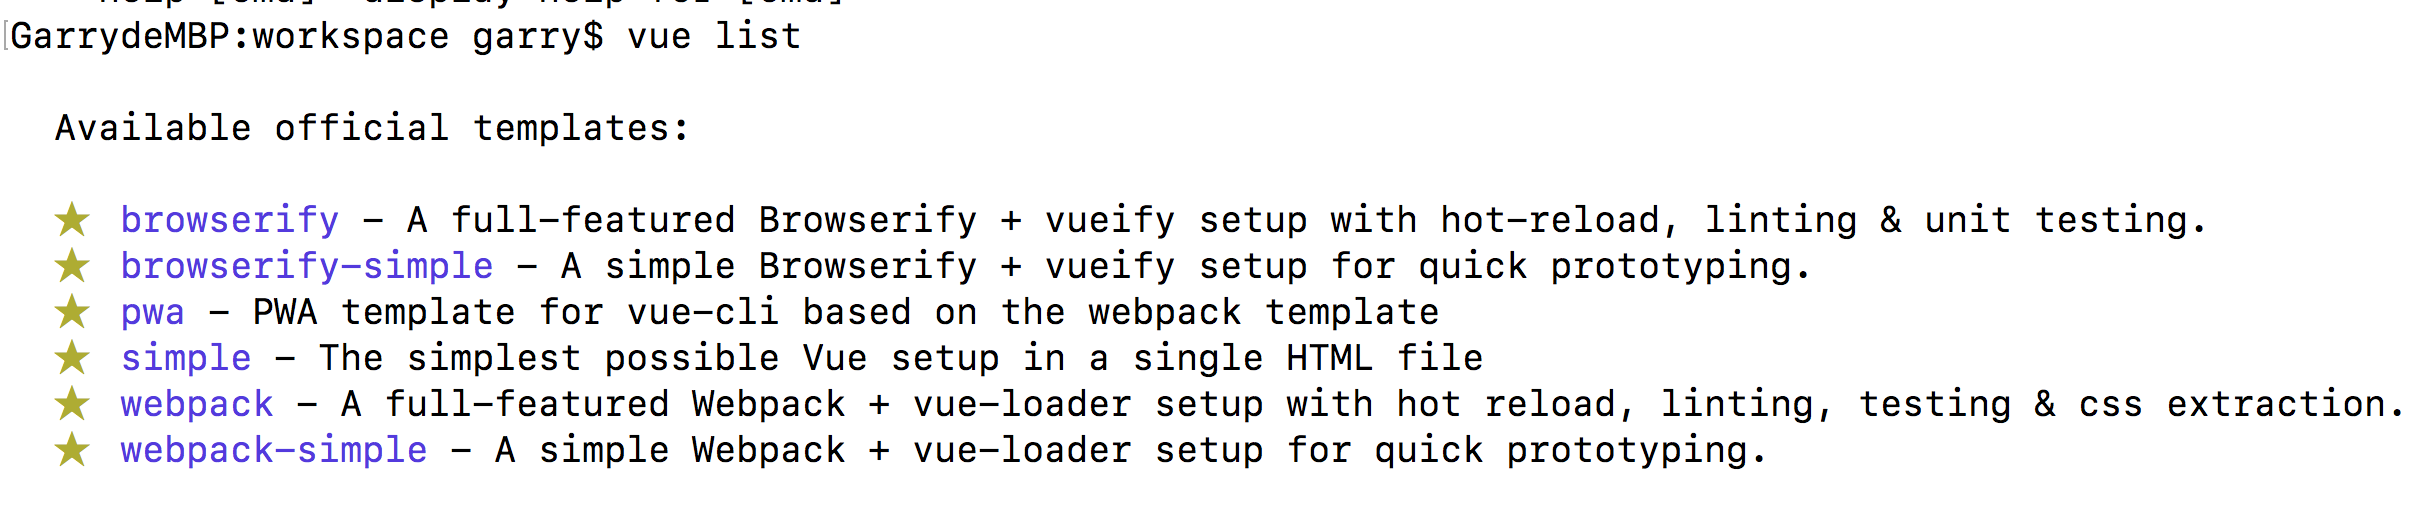 GarrydeMBP:workspace garry$ vue list
Available official templates:
★ browserify - A full-featured Browserify + vueify setup with hot-reload, linting & unit testing.
★ browserify-simple - A simple Browserify + vueify setup for quick prototyping.
★ pwa - PWA template for vue-cli based on the webpack template
★ simple - The simplest possible Vue setup in a single HTML file
★ webpack - A full-featured Webpack + vue-loader setup with hot reload, linting, testing & css extraction.
★ webpack-simple - A simple Webpack + vue-loader setup for quick prototyping.